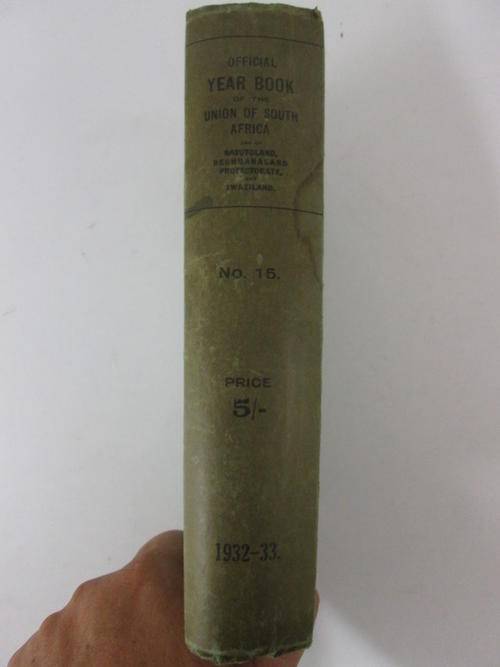 OFFICIAL
YEAR BOOK
OF THE
UNION OF SOUTH
AFRICA
AND OF
BASUTOLAND,
BECHUANALAND
PROTECTORATE,
AND
SWAZILAND.
No. 15.
PRICE
5/-
1932-33.